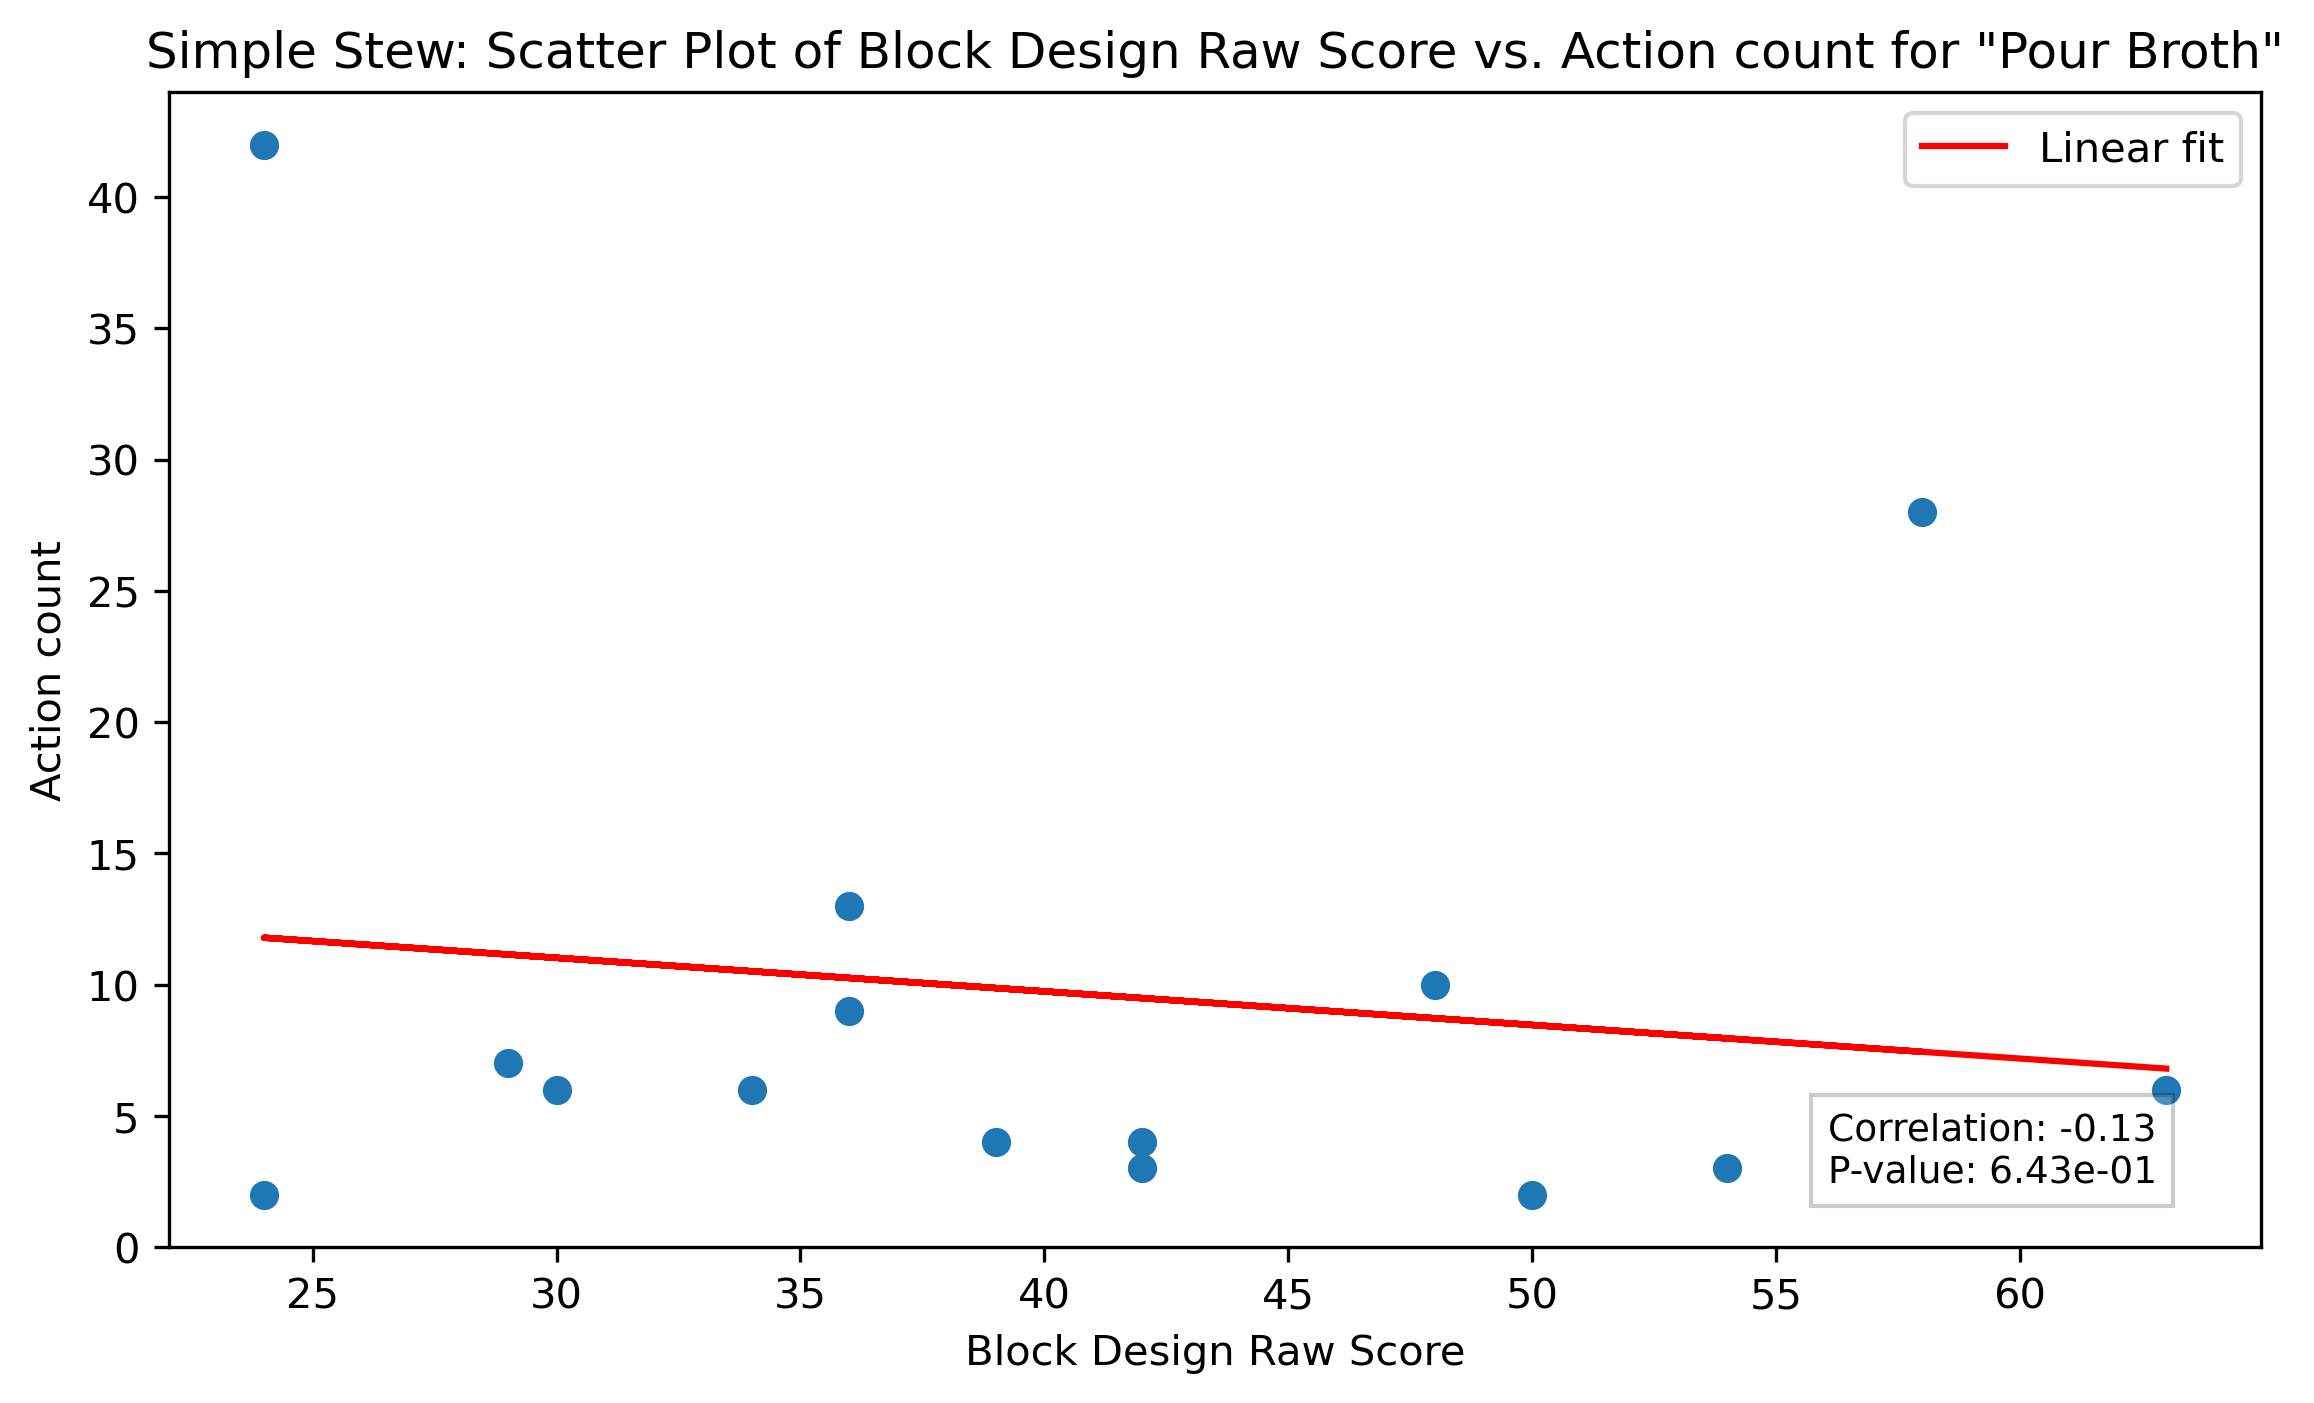 Simple Stew: Scatter Plot of Block Design Raw Score vs. Action count for "Pour Broth"
Linear fit
40
35
30
25
20
15
10
5
0
Action count
Correlation: -0.13
P-value: 6.43e-01
25 30 35 40 45 50 55 60
Block Design Raw Score